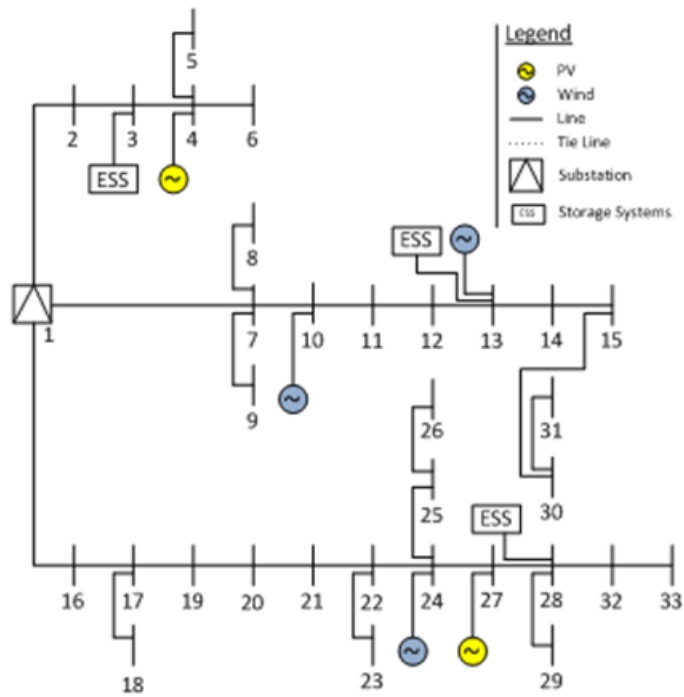 Legend
PV
Wind
Line
Tie Line
Substation
ESS Storage Systems
5
2 3 4 6
ESS ~
8
ESS ~
1
7 10 11 12 13 14 15
~
9
26 31
25 ESS 30
16 17 19 20 21 22 24 27 28 32 33
~ ~
18 23 29